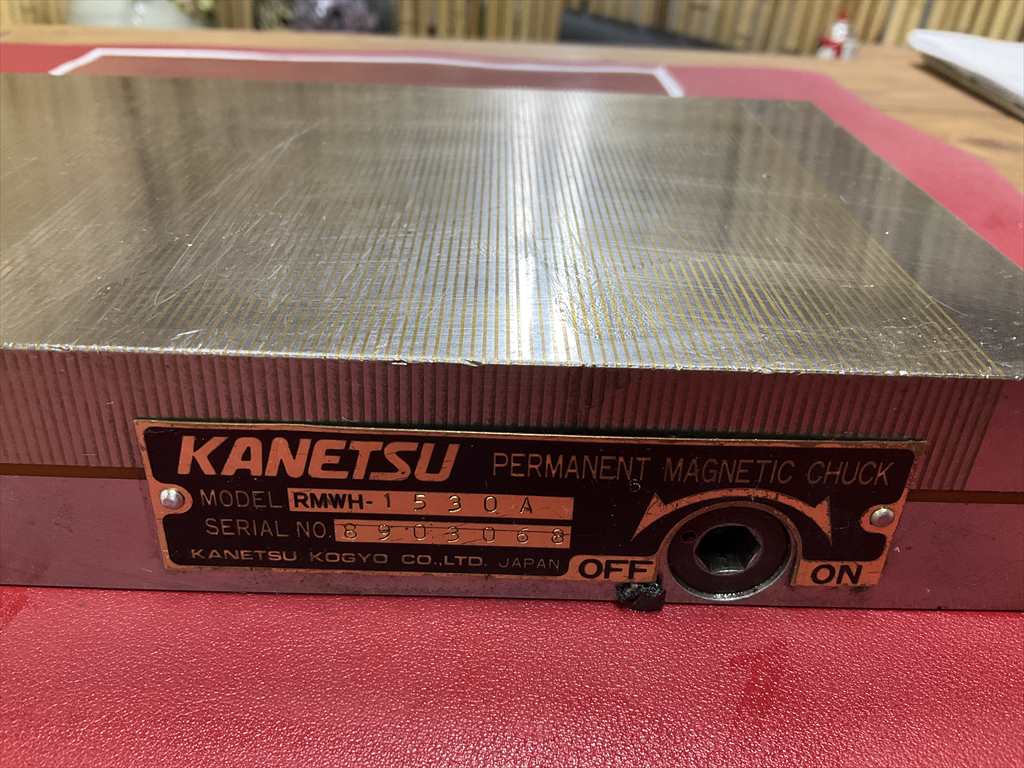 KANETSU PERMANENT MAGNETIC CHUCK
MODEL RMWH-1530A
SERIAL NO. 8903068
KANETSU KOGYO CO.,LTD. JAPAN
OFF ON